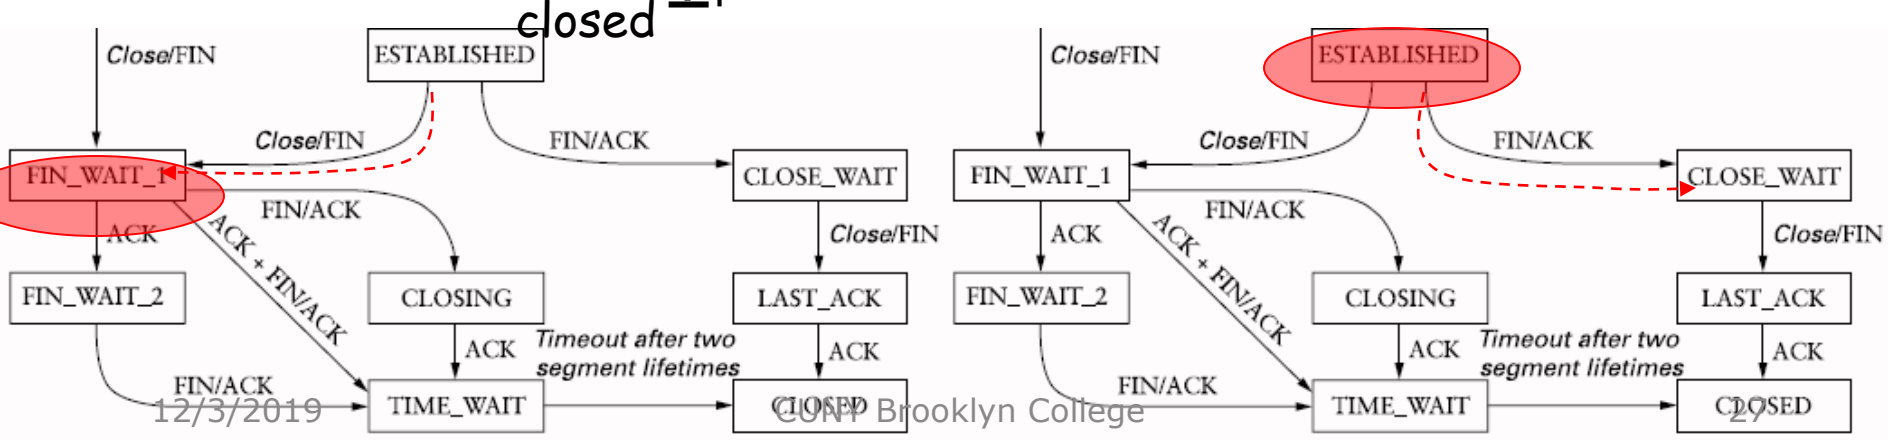 closed
Close/FIN
ESTABLISHED
Close/FIN
FIN/ACK
FIN_WAIT_1
CLOSE_WAIT
FIN/ACK
ACK
ACK + FIN/ACK
Close/FIN
FIN_WAIT_2
CLOSING
LAST_ACK
ACK
Timeout after two
segment lifetimes
ACK
FIN/ACK
TIME_WAIT
CLOSED
Close/FIN
ESTABLISHED
Close/FIN
FIN/ACK
FIN_WAIT_1
CLOSE_WAIT
FIN/ACK
ACK
ACK + FIN/ACK
Close/FIN
FIN_WAIT_2
CLOSING
LAST_ACK
ACK
Timeout after two
segment lifetimes
ACK
FIN/ACK
TIME_WAIT
CLOSED
12/3/2019
CUNY Brooklyn College
27